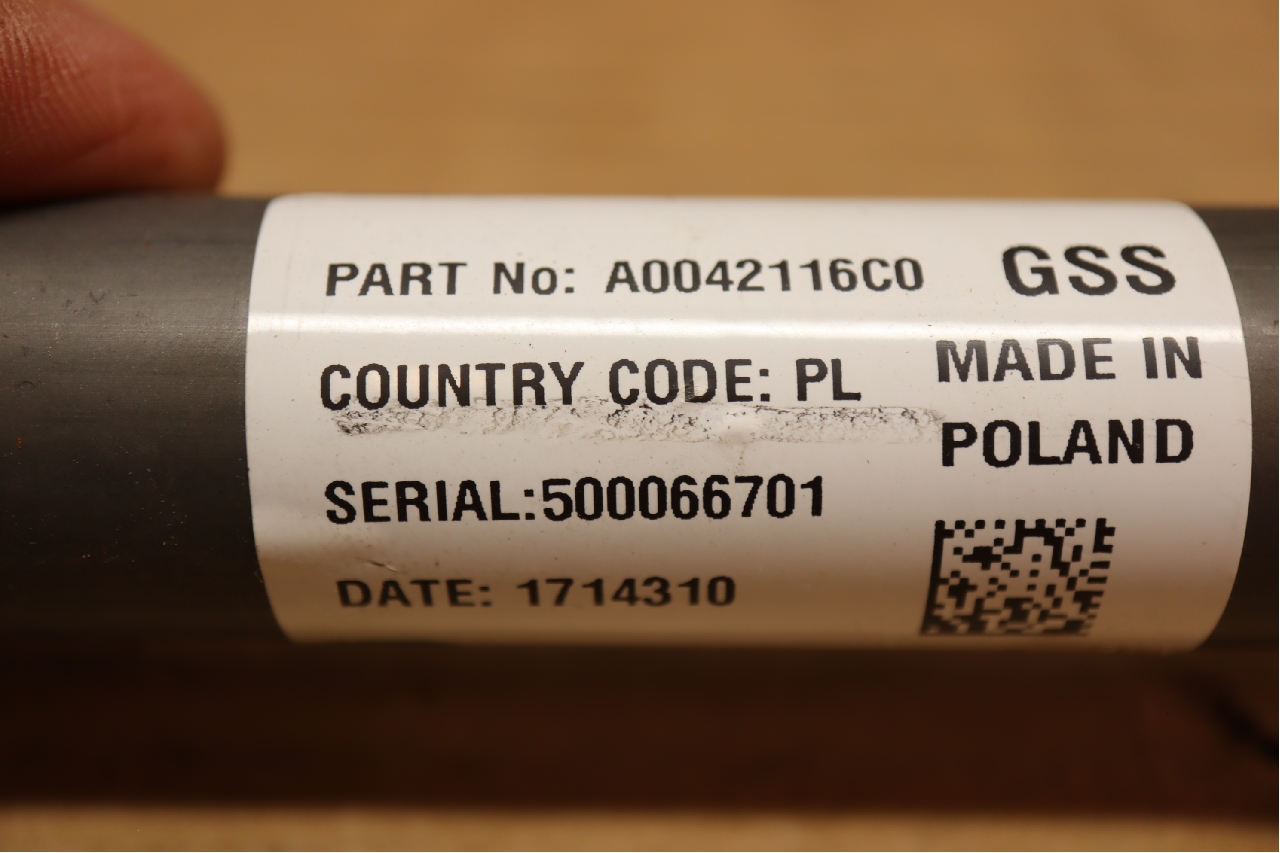 PART No: A0042116C0 GSS
COUNTRY CODE: PL
MADE IN
POLAND
SERIAL:500066701
DATE: 1714310